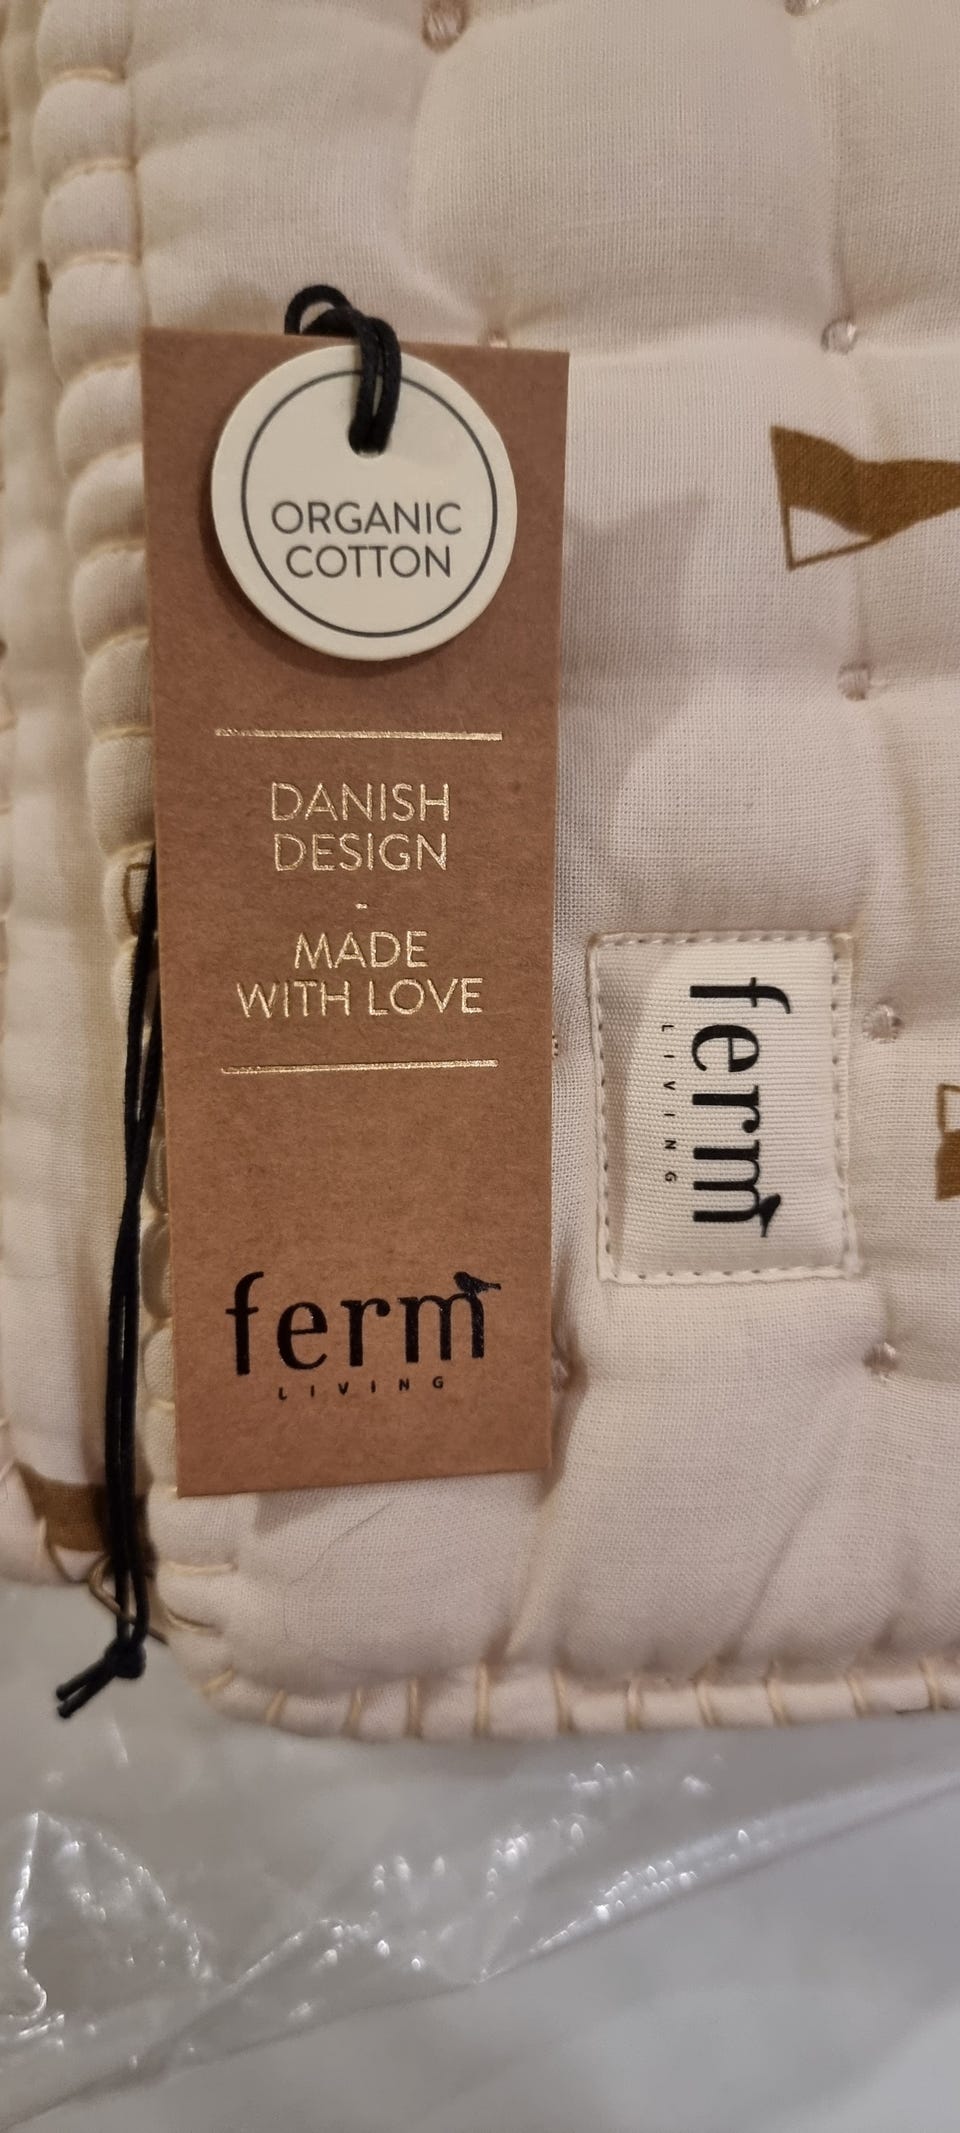 ORGANIC
COTTON
DANISH
DESIGN
-
MADE
WITH LOVE
ferm
LIVING
ferm
LIVING